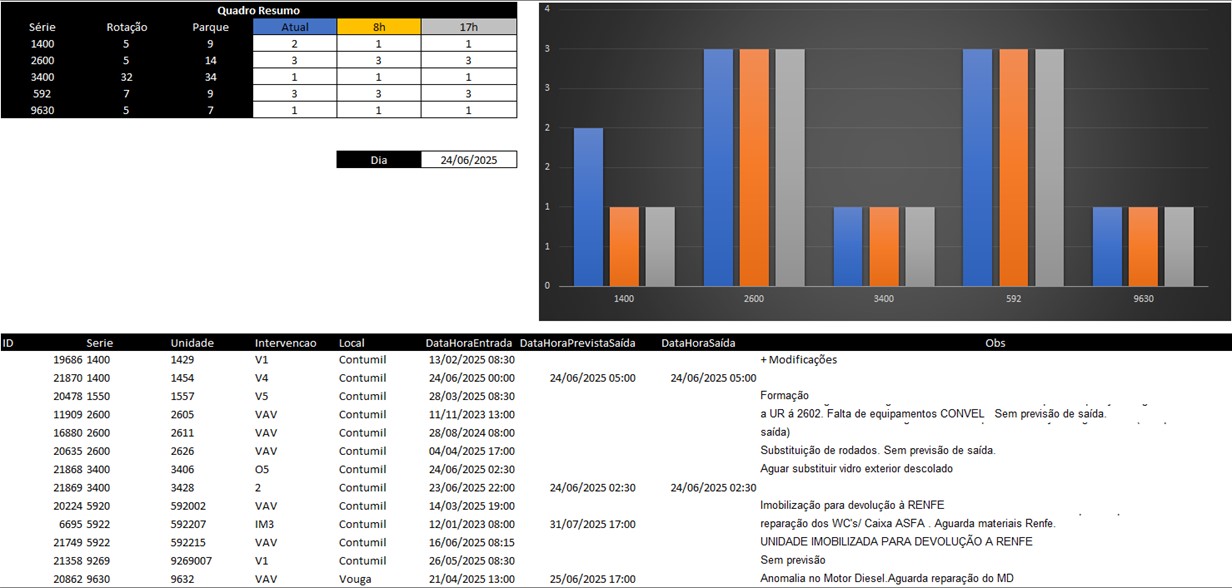 Quadro Resumo
Série Rotação Parque Atual 8h 17h
1400 5 9 2 1 1
2600 5 14 3 3 3
3400 32 34 1 1 1
592 7 9 3 3 3
9630 5 7 1 1 1
Dia 24/06/2025
4
3
3
2
2
1
1
0
1400 2600 3400 592 9630
ID Serie Unidade Intervencao Local DataHoraEntrada DataHoraPrevistaSaída DataHoraSaída Obs
19686 1400 1429 V1 Contumil 13/02/2025 08:30 + Modificações
21870 1400 1454 V4 Contumil 24/06/2025 00:00 24/06/2025 05:00 24/06/2025 05:00
20478 1550 1557 V5 Contumil 28/03/2025 08:30 Formação
11909 2600 2605 VAV Contumil 11/11/2023 13:00 a UR á 2602. Falta de equipamentos CONVEL Sem previsão de saída.
16880 2600 2611 VAV Contumil 28/08/2024 08:00 saída)
20635 2600 2626 VAV Contumil 04/04/2025 17:00 Substituição de rodados. Sem previsão de saída.
21868 3400 3406 O5 Contumil 24/06/2025 02:30 Aguar substituir vidro exterior descolado
21869 3400 3428 2 Contumil 23/06/2025 22:00 24/06/2025 02:30 24/06/2025 02:30
20224 5920 592002 VAV Contumil 14/03/2025 19:00 Imobilização para devolução à RENFE
6695 5922 592207 IM3 Contumil 12/01/2023 08:00 31/07/2025 17:00 reparação dos WC's/ Caixa ASFA . Aguarda materiais Renfe.
21749 5922 592215 VAV Contumil 16/06/2025 08:15 UNIDADE IMOBILIZADA PARA DEVOLUÇÃO A RENFE
21358 9269 9269007 V1 Contumil 26/05/2025 08:30 Sem previsão
20862 9630 9632 VAV Vouga 21/04/2025 13:00 25/06/2025 17:00 Anomalia no Motor Diesel.Aguarda reparação do MD